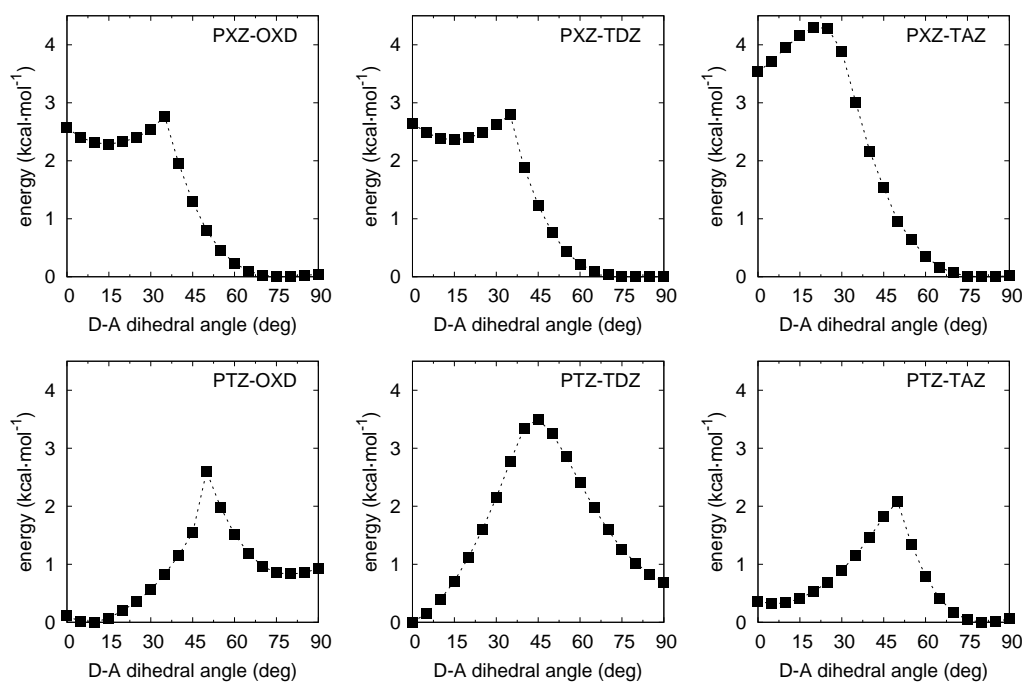 PXZ-OXD
energy (kcal·mol⁻¹)
4
3
2
1
0
0 15 30 45 60 75 90
D-A dihedral angle (deg)
PXZ-TDZ
energy (kcal·mol⁻¹)
4
3
2
1
0
0 15 30 45 60 75 90
D-A dihedral angle (deg)
PXZ-TAZ
energy (kcal·mol⁻¹)
4
3
2
1
0
0 15 30 45 60 75 90
D-A dihedral angle (deg)
PTZ-OXD
energy (kcal·mol⁻¹)
4
3
2
1
0
0 15 30 45 60 75 90
D-A dihedral angle (deg)
PTZ-TDZ
energy (kcal·mol⁻¹)
4
3
2
1
0
0 15 30 45 60 75 90
D-A dihedral angle (deg)
PTZ-TAZ
energy (kcal·mol⁻¹)
4
3
2
1
0
0 15 30 45 60 75 90
D-A dihedral angle (deg)